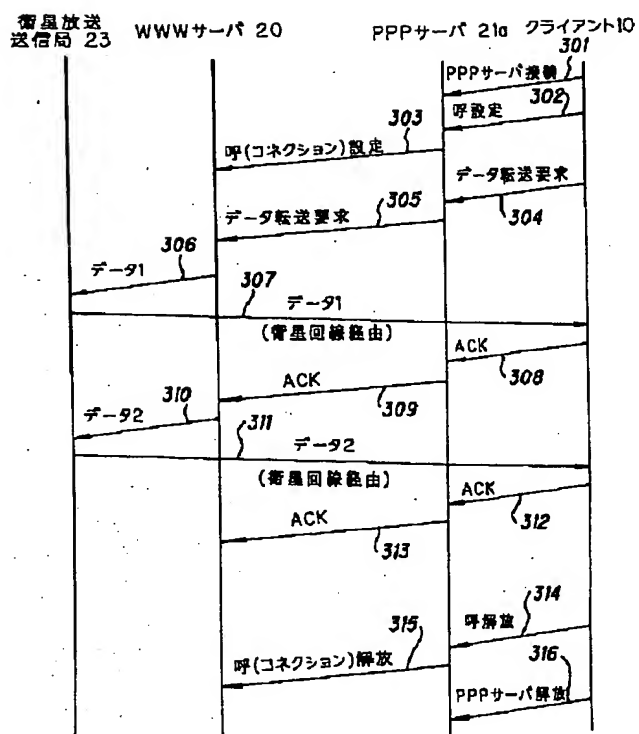 衛星放送
送信局 23
WWWサーバ 20
PPPサーバ 21a
クライアント10
301
PPPサーバ接続
302
呼設定
303
呼(コネクション)設定
データ転送要求
304
305
データ転送要求
306
データ1
307
データ1
(衛星回線経由)
ACK
308
ACK
309
310
データ2
311
データ2
(衛星回線経由)
ACK
312
ACK
313
314
呼解放
315
呼(コネクション)解放
316
PPPサーバ解放